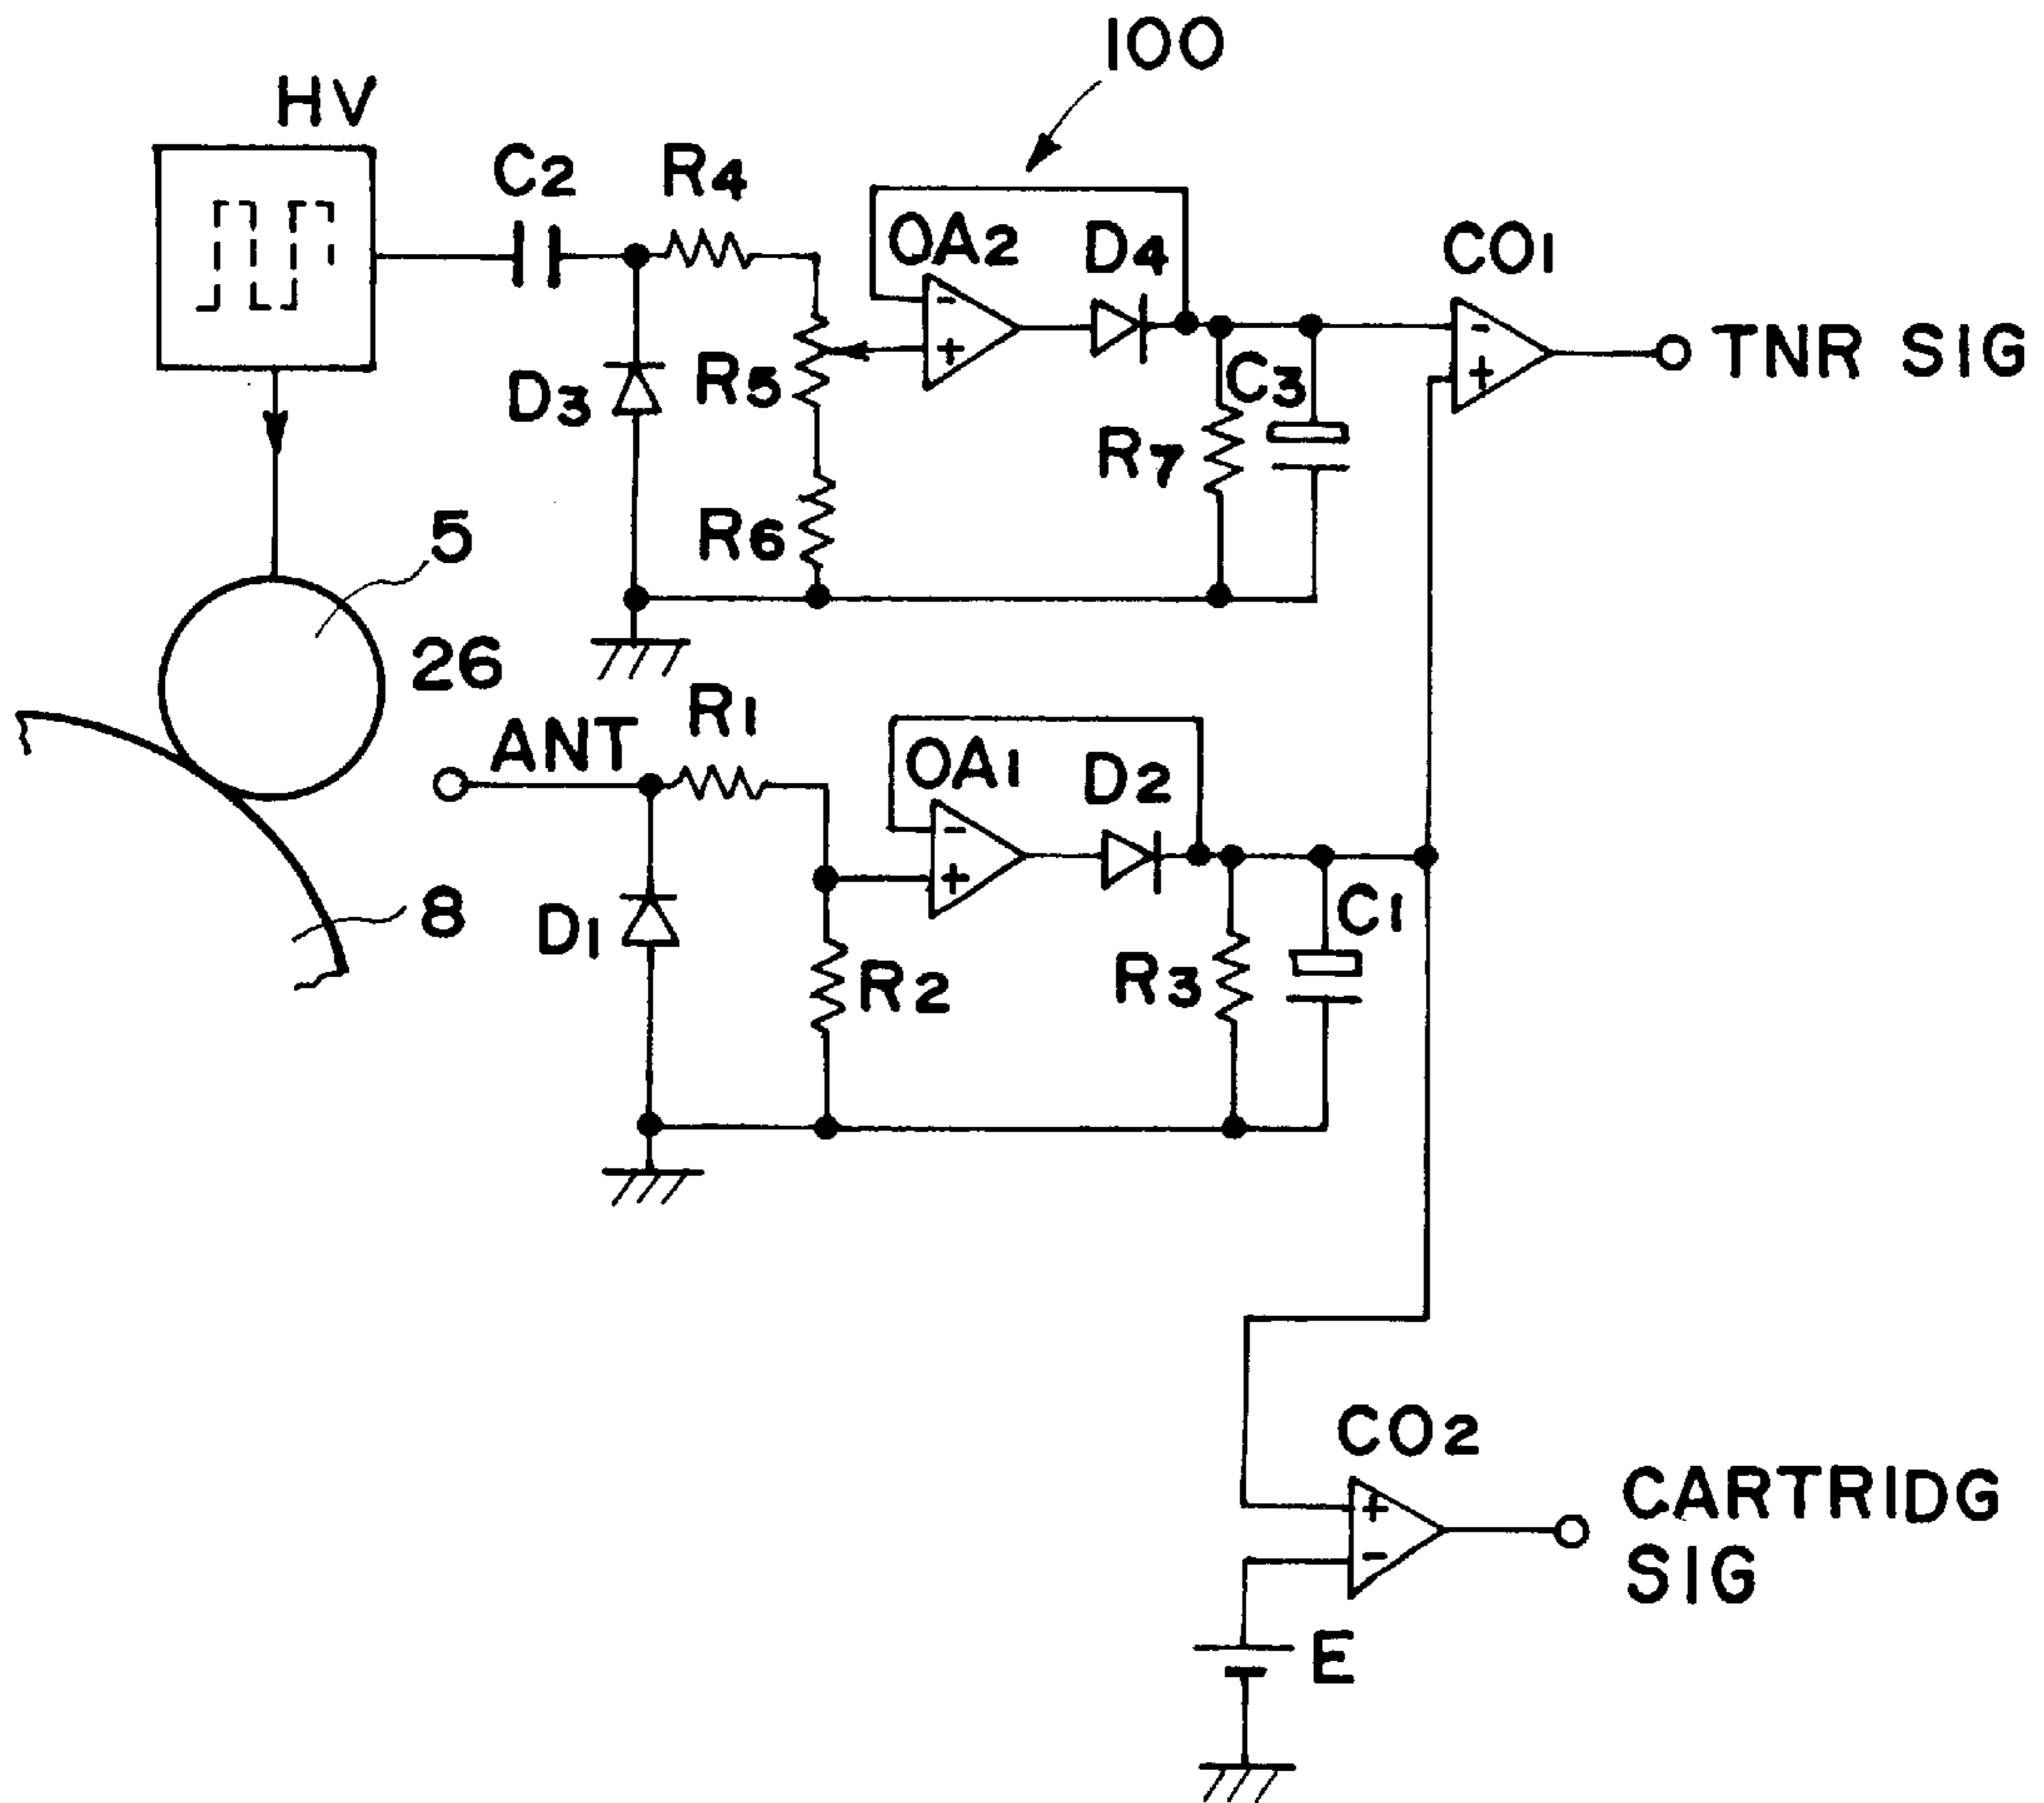 100
HV
C2
R4
OA2
D4
CO1
-
+
-
+
TNR SIG
D3
R5
C3
R7
R6
5
26
ANT
R1
OA1
D2
-
+
D1
C1
R2
R3
8
CO2
+
-
CARTRIDG
SIG
E